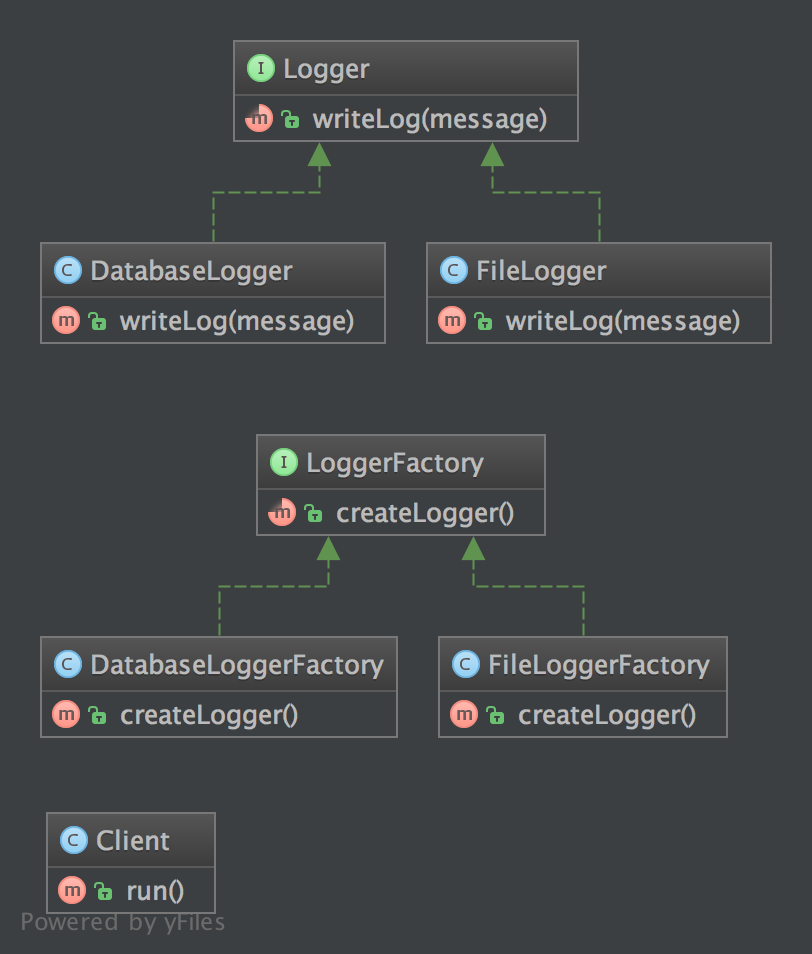 I Logger
m writeLog(message)
C DatabaseLogger
m writeLog(message)
C FileLogger
m writeLog(message)
I LoggerFactory
m createLogger()
C DatabaseLoggerFactory
m createLogger()
C FileLoggerFactory
m createLogger()
C Client
m run()
Powered by yFiles